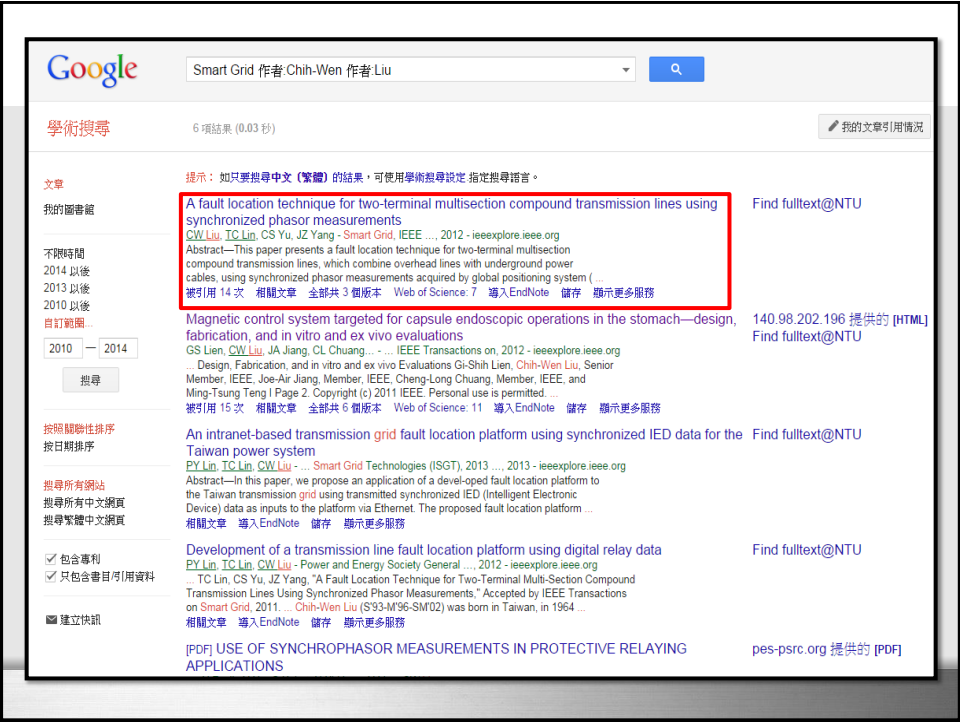 Google
Smart Grid 作者:Chih-Wen 作者:Liu
學術搜尋
6 項結果 (0.03 秒)
我的文章引用情況
文章
我的圖書館
不限時間
2014 以後
2013 以後
2010 以後
自訂範圍...
2010 — 2014
搜尋
按照關聯性排序
按日期排序
搜尋所有網站
搜尋所有中文網頁
搜尋繁體中文網頁
包含專利
只包含書目/引用資料
建立快訊
提示： 如只要搜尋中文（繁體）的結果，可使用學術搜尋設定.指定搜尋語言。
A fault location technique for two-terminal multisection compound transmission lines using
synchronized phasor measurements
CW Liu, TC Lin, CS Yu, JZ Yang - Smart Grid, IEEE ..., 2012 - ieeexplore.ieee.org
Abstract—This paper presents a fault location technique for two-terminal multisection
compound transmission lines, which combine overhead lines with underground power
cables, using synchronized phasor measurements acquired by global positioning system ( ...
被引用 14 次 相關文章 全部共 3 個版本 Web of Science: 7 導入EndNote 儲存 顯示更多服務
Find fulltext@NTU
Magnetic control system targeted for capsule endoscopic operations in the stomach—design,
fabrication, and in vitro and ex vivo evaluations
GS Lien, CW Liu, JA Jiang, CL Chuang... - ... IEEE Transactions on, 2012 - ieeexplore.ieee.org
... Design, Fabrication, and in vitro and ex vivo Evaluations Gi-Shih Lien, Chih-Wen Liu, Senior
Member, IEEE, Joe-Air Jiang, Member, IEEE, Cheng-Long Chuang, Member, IEEE, and
Ming-Tsung Teng I Page 2. Copyright (c) 2011 IEEE. Personal use is permitted. ...
被引用 15 次 相關文章 全部共 6 個版本 Web of Science: 11 導入EndNote 儲存 顯示更多服務
140.98.202.196 提供的 [HTML]
Find fulltext@NTU
An intranet-based transmission grid fault location platform using synchronized IED data for the
Taiwan power system
PY Lin, TC Lin, CW Liu - ... Smart Grid Technologies (ISGT), 2013 ..., 2013 - ieeexplore.ieee.org
Abstract—In this paper, we propose an application of a devel-oped fault location platform to
the Taiwan transmission grid using transmitted synchronized IED (Intelligent Electronic
Device) data as inputs to the platform via Ethernet. The proposed fault location platform ...
相關文章 導入EndNote 儲存 顯示更多服務
Find fulltext@NTU
Development of a transmission line fault location platform using digital relay data
PY Lin, TC Lin, CW Liu - Power and Energy Society General ..., 2012 - ieeexplore.ieee.org
... TC Lin, CS Yu, JZ Yang, "A Fault Location Technique for Two-Terminal Multi-Section Compound
Transmission Lines Using Synchronized Phasor Measurements," Accepted by IEEE Transactions
on Smart Grid, 2011. ... Chih-Wen Liu (S'93-M'96-SM'02) was born in Taiwan, in 1964 ...
相關文章 導入EndNote 儲存 顯示更多服務
Find fulltext@NTU
[PDF] USE OF SYNCHROPHASOR MEASUREMENTS IN PROTECTIVE RELAYING
APPLICATIONS
pes-psrc.org 提供的 [PDF]